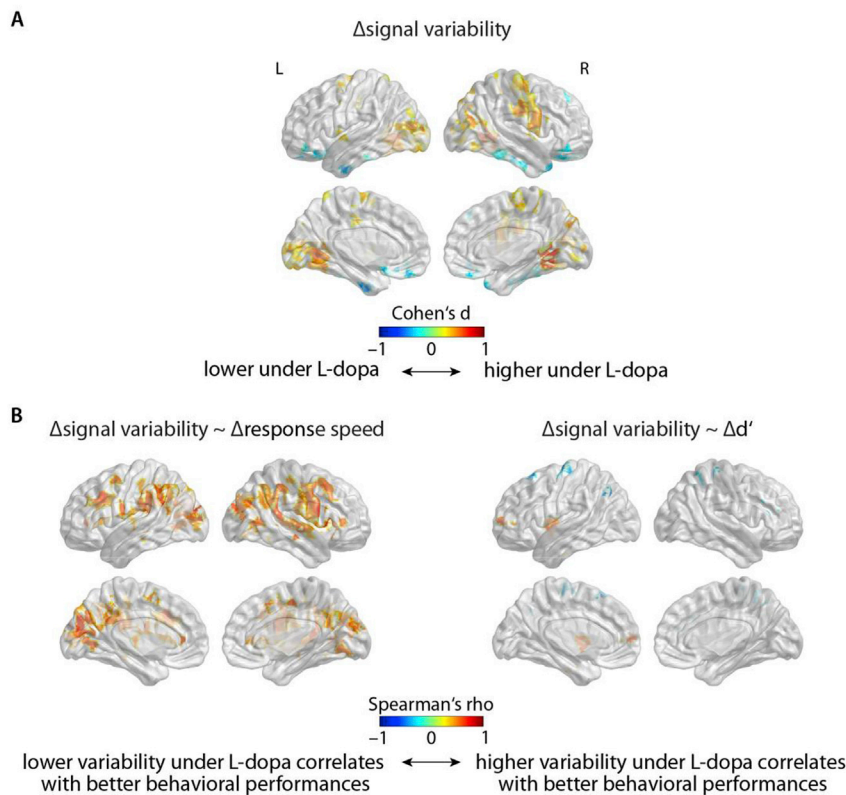 A
Δsignal variability
L
R
Cohen‘s d
−1 0 1
lower under L-dopa ⟷ higher under L-dopa
B
Δsignal variability ~ Δresponse speed
Δsignal variability ~ Δd‘
Spearman‘s rho
−1 0 1
lower variability under L-dopa correlates
with better behavioral performances
⟷
higher variability under L-dopa correlates
with better behavioral performances